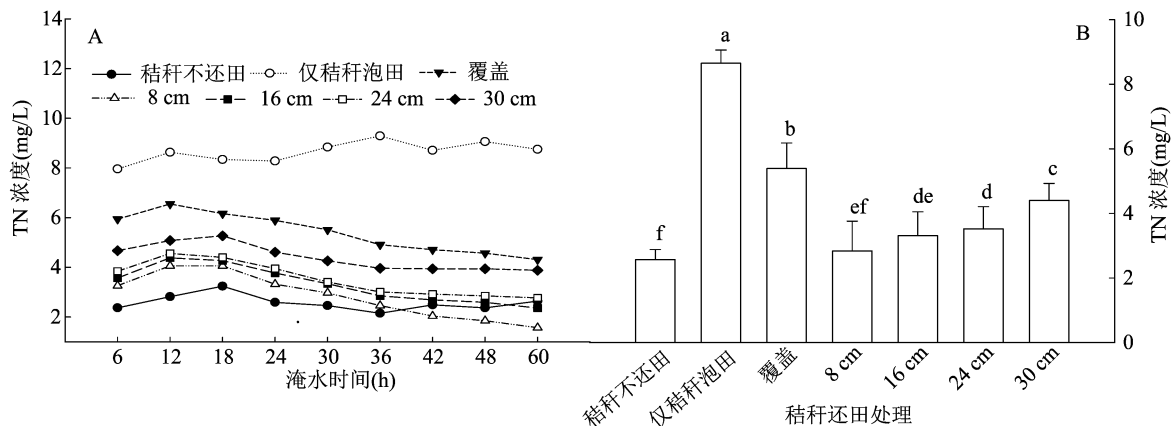 14
12
10
8
6
4
2
TN 浓度(mg/L)
A
秸秆不还田 仅秸秆泡田 覆盖
8 cm 16 cm 24 cm 30 cm
6 12 18 24 30 36 42 48 60
淹水时间(h)
B
10
8
6
4
2
0
TN 浓度(mg/L)
f a b ef de d c
秸秆不还田 仅秸秆泡田 覆盖 8 cm 16 cm 24 cm 30 cm
秸秆还田处理